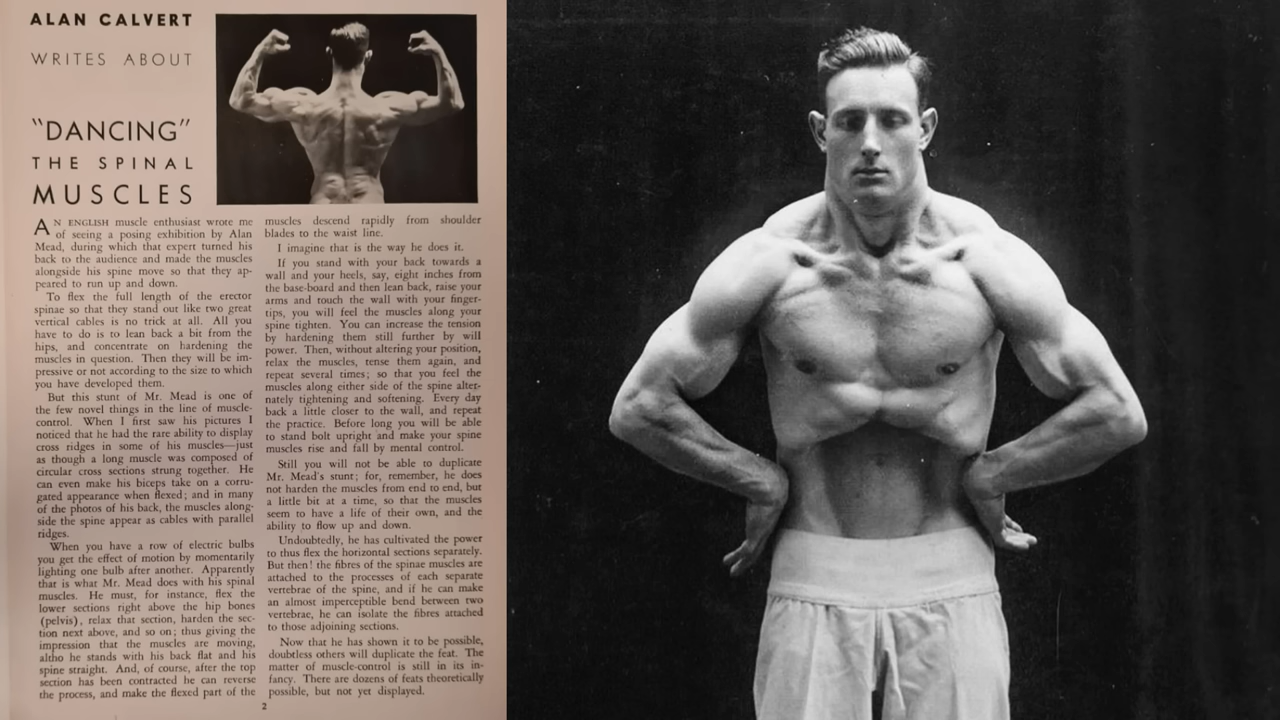 ALAN CALVERT
WRITES ABOUT
"DANCING"
THE SPINAL
MUSCLES
AN ENGLISH muscle enthusiast wrote me
of seeing a posing exhibition by Alan
Mead, during which that expert turned his
back to the audience and made the muscles
alongside his spine move so that they ap-
peared to run up and down.
To flex the full length of the erector
spinae so that they stand out like two great
vertical cables is no trick at all. All you
have to do is to lean back a bit from the
hips, and concentrate on hardening the
muscles in question. Then they will be im-
pressive or not according to the size to which
you have developed them.
But this stunt of Mr. Mead is one of
the few novel things in the line of muscle-
control. When I first saw his pictures I
noticed that he had the rare ability to display
cross ridges in some of his muscles—just
as though a long muscle was composed of
circular cross sections strung together. He
can even make his biceps take on a corru-
gated appearance when flexed; and in many
of the photos of his back, the muscles along-
side the spine appear as cables with parallel
ridges.
When you have a row of electric bulbs
you get the effect of motion by momentarily
lighting one bulb after another. Apparently
that is what Mr. Mead does with his spinal
muscles. He must, for instance, flex the
lower sections right above the hip bones
(pelvis), relax that section, harden the sec-
tion next above, and so on; thus giving the
impression that the muscles are moving,
altho he stands with his back flat and his
spine straight. And, of course, after the top
section has been contracted he can reverse
the process, and make the flexed part of the
muscles descend rapidly from shoulder
blades to the waist line.
I imagine that is the way he does it.
If you stand with your back towards a
wall and your heels, say, eight inches from
the base-board and then lean back, raise your
arms and touch the wall with your finger-
tips, you will feel the muscles along your
spine tighten. You can increase the tension
by hardening them still further by will
power. Then, without altering your position,
relax the muscles, tense them again, and
repeat several times; so that you feel the
muscles along either side of the spine alter-
nately tightening and softening. Every day
back a little closer to the wall, and repeat
the practice. Before long you will be able
to stand bolt upright and make your spine
muscles rise and fall by mental control.
Still you will not be able to duplicate
Mr. Mead's stunt; for, remember, he does
not harden the muscles from end to end, but
a little bit at a time, so that the muscles
seem to have a life of their own, and the
ability to flow up and down.
Undoubtedly, he has cultivated the power
to thus flex the horizontal sections separately.
But then! the fibres of the spinae muscles are
attached to the processes of each separate
vertebrae of the spine, and if he can make
an almost imperceptible bend between two
vertebrae, he can isolate the fibres attached
to those adjoining sections.
Now that he has shown it to be possible,
doubtless others will duplicate the feat. The
matter of muscle-control is still in its in-
fancy. There are dozens of feats theoretically
possible, but not yet displayed.
2